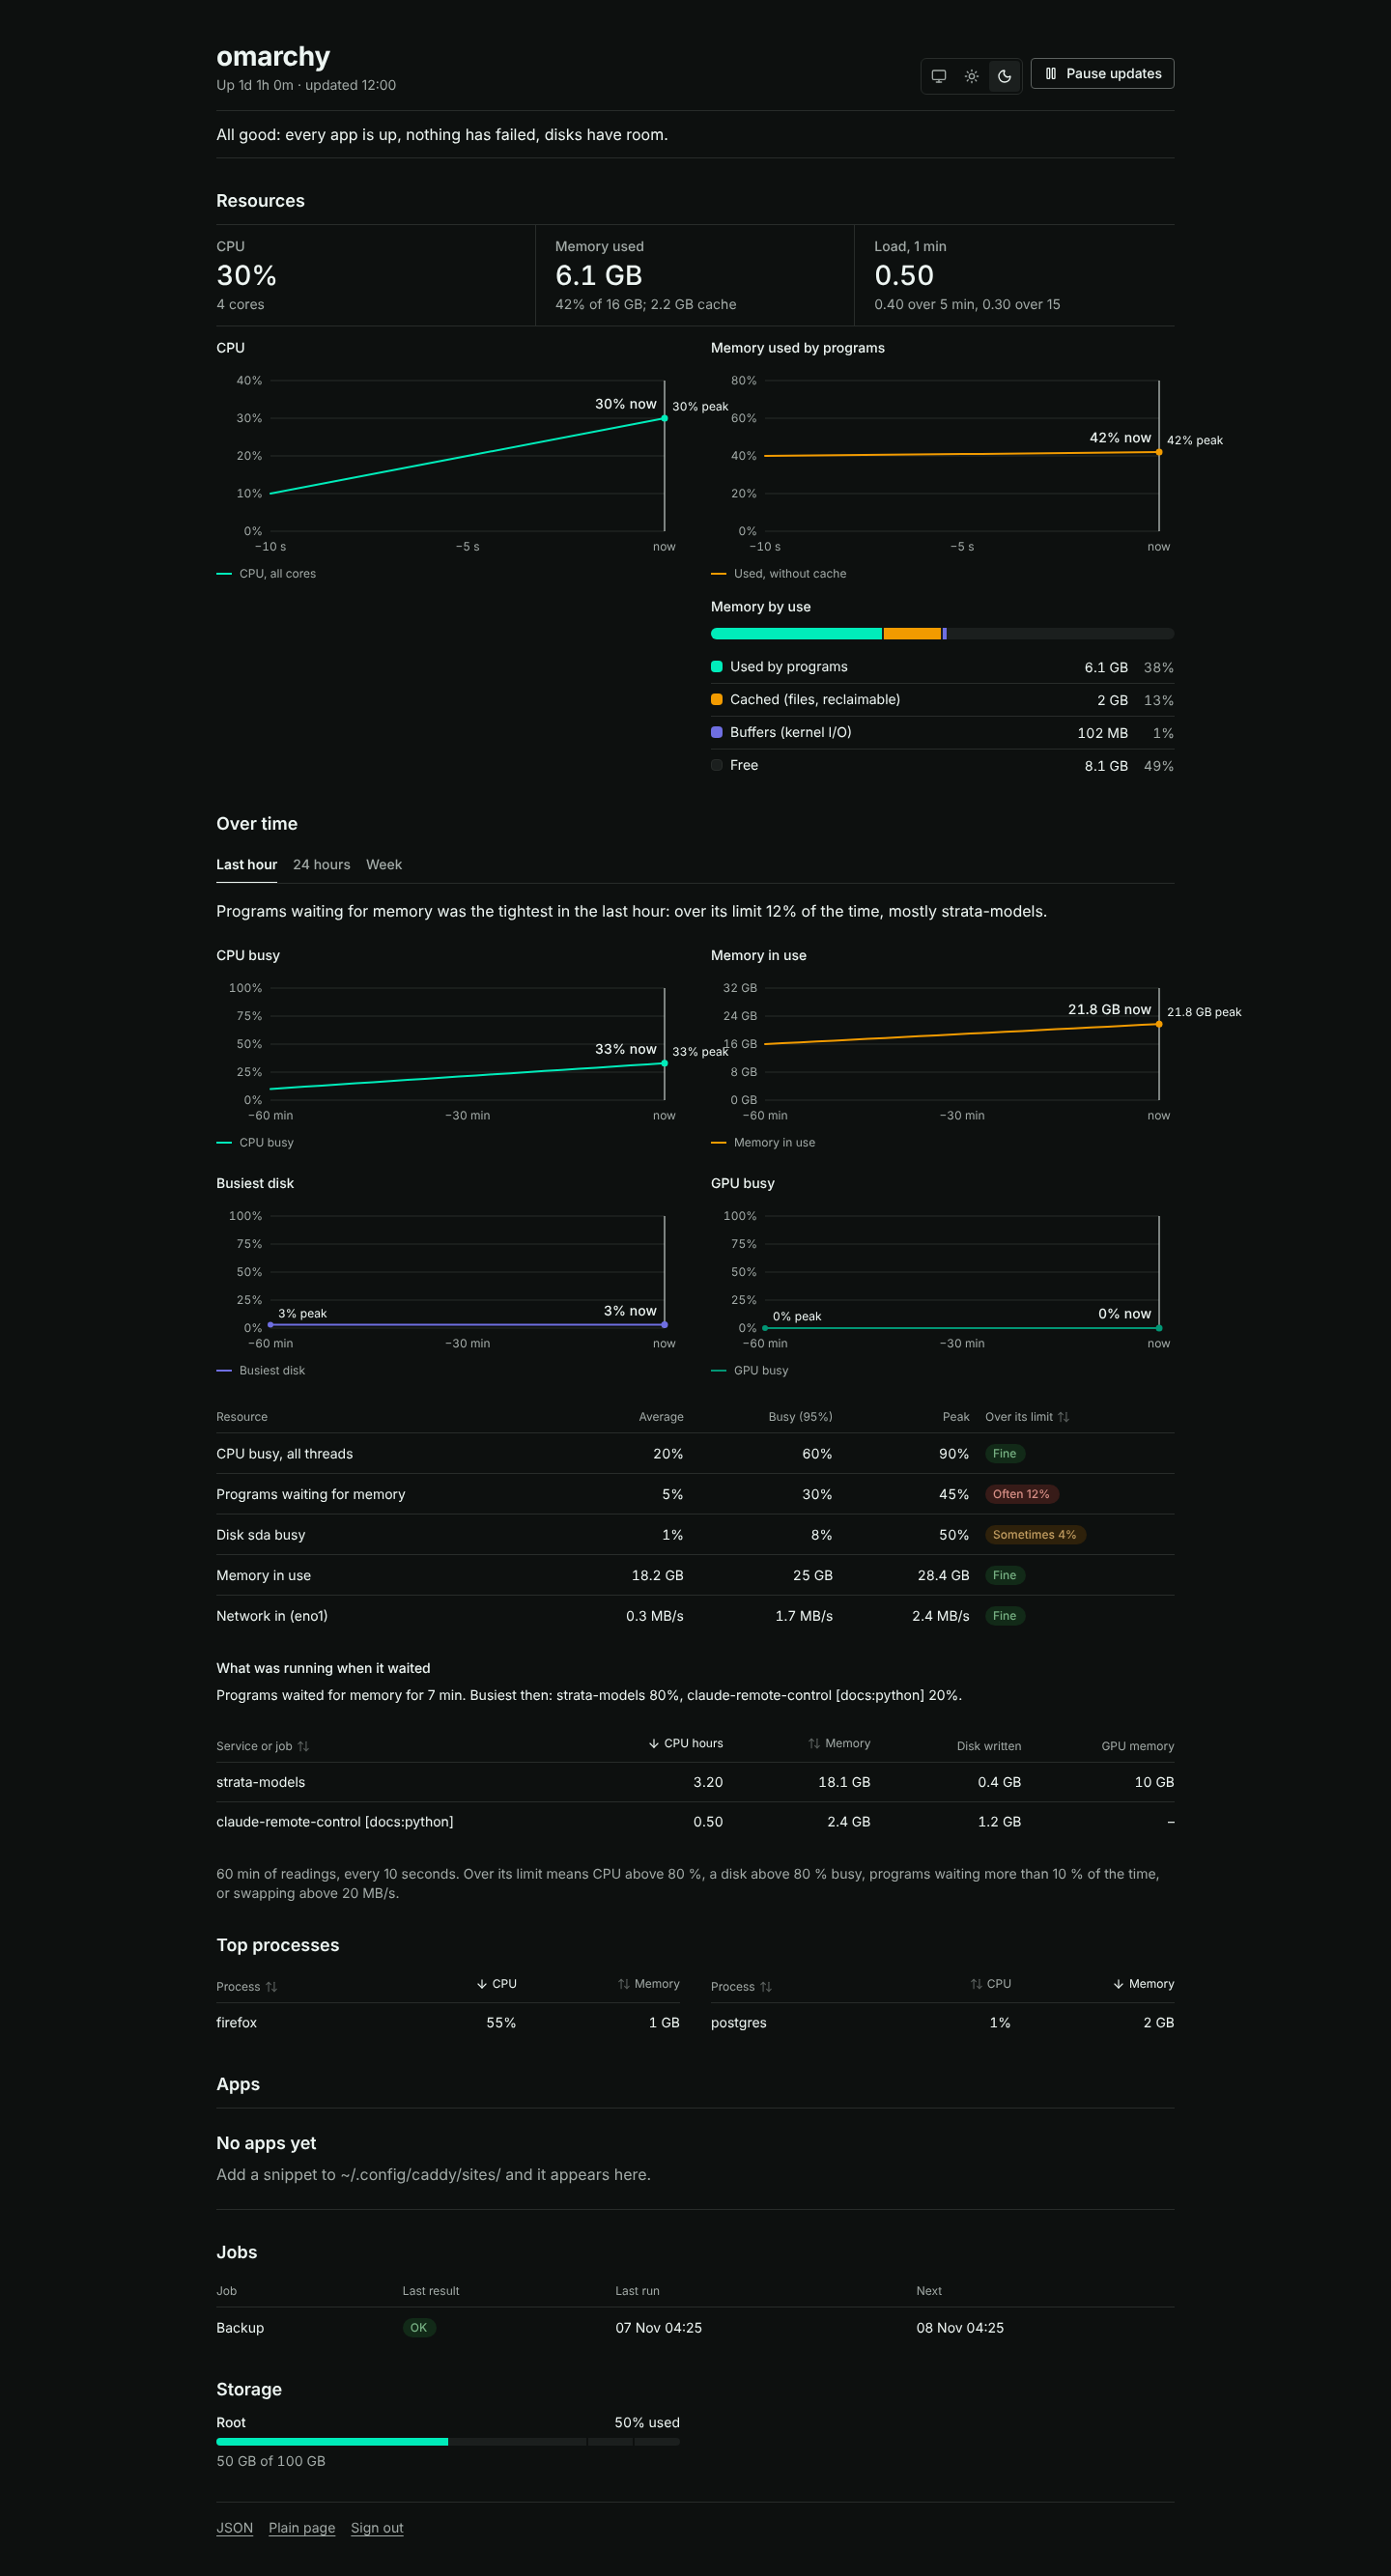 omarchy
Up 1d 1h 0m · updated 12:00
Pause updates
All good: every app is up, nothing has failed, disks have room.
Resources
CPU
30%
4 cores
Memory used
6.1 GB
42% of 16 GB; 2.2 GB cache
Load, 1 min
0.50
0.40 over 5 min, 0.30 over 15
CPU
40%
30%
20%
10%
0%
30% now
30% peak
−10 s
−5 s
now
CPU, all cores
Memory used by programs
80%
60%
40%
20%
0%
42% now
42% peak
−10 s
−5 s
now
Used, without cache
Memory by use
Used by programs 6.1 GB 38%
Cached (files, reclaimable) 2 GB 13%
Buffers (kernel I/O) 102 MB 1%
Free 8.1 GB 49%
Over time
Last hour 24 hours Week
Programs waiting for memory was the tightest in the last hour: over its limit 12% of the time, mostly strata-models.
CPU busy
100%
75%
50%
25%
0%
33% now
33% peak
−60 min
−30 min
now
CPU busy
Memory in use
32 GB
24 GB
16 GB
8 GB
0 GB
21.8 GB now
21.8 GB peak
−60 min
−30 min
now
Memory in use
Busiest disk
100%
75%
50%
25%
0%
3% peak
3% now
−60 min
−30 min
now
Busiest disk
GPU busy
100%
75%
50%
25%
0%
0% peak
0% now
−60 min
−30 min
now
GPU busy
Resource Average Busy (95%) Peak Over its limit
CPU busy, all threads 20% 60% 90% Fine
Programs waiting for memory 5% 30% 45% Often 12%
Disk sda busy 1% 8% 50% Sometimes 4%
Memory in use 18.2 GB 25 GB 28.4 GB Fine
Network in (eno1) 0.3 MB/s 1.7 MB/s 2.4 MB/s Fine
What was running when it waited
Programs waited for memory for 7 min. Busiest then: strata-models 80%, claude-remote-control [docs:python] 20%.
Service or job CPU hours Memory Disk written GPU memory
strata-models 3.20 18.1 GB 0.4 GB 10 GB
claude-remote-control [docs:python] 0.50 2.4 GB 1.2 GB –
60 min of readings, every 10 seconds. Over its limit means CPU above 80 %, a disk above 80 % busy, programs waiting more than 10 % of the time,
or swapping above 20 MB/s.
Top processes
Process CPU Memory
firefox 55% 1 GB
Process CPU Memory
postgres 1% 2 GB
Apps
No apps yet
Add a snippet to ~/.config/caddy/sites/ and it appears here.
Jobs
Job Last result Last run Next
Backup OK 07 Nov 04:25 08 Nov 04:25
Storage
Root 50% used
50 GB of 100 GB
JSON Plain page Sign out